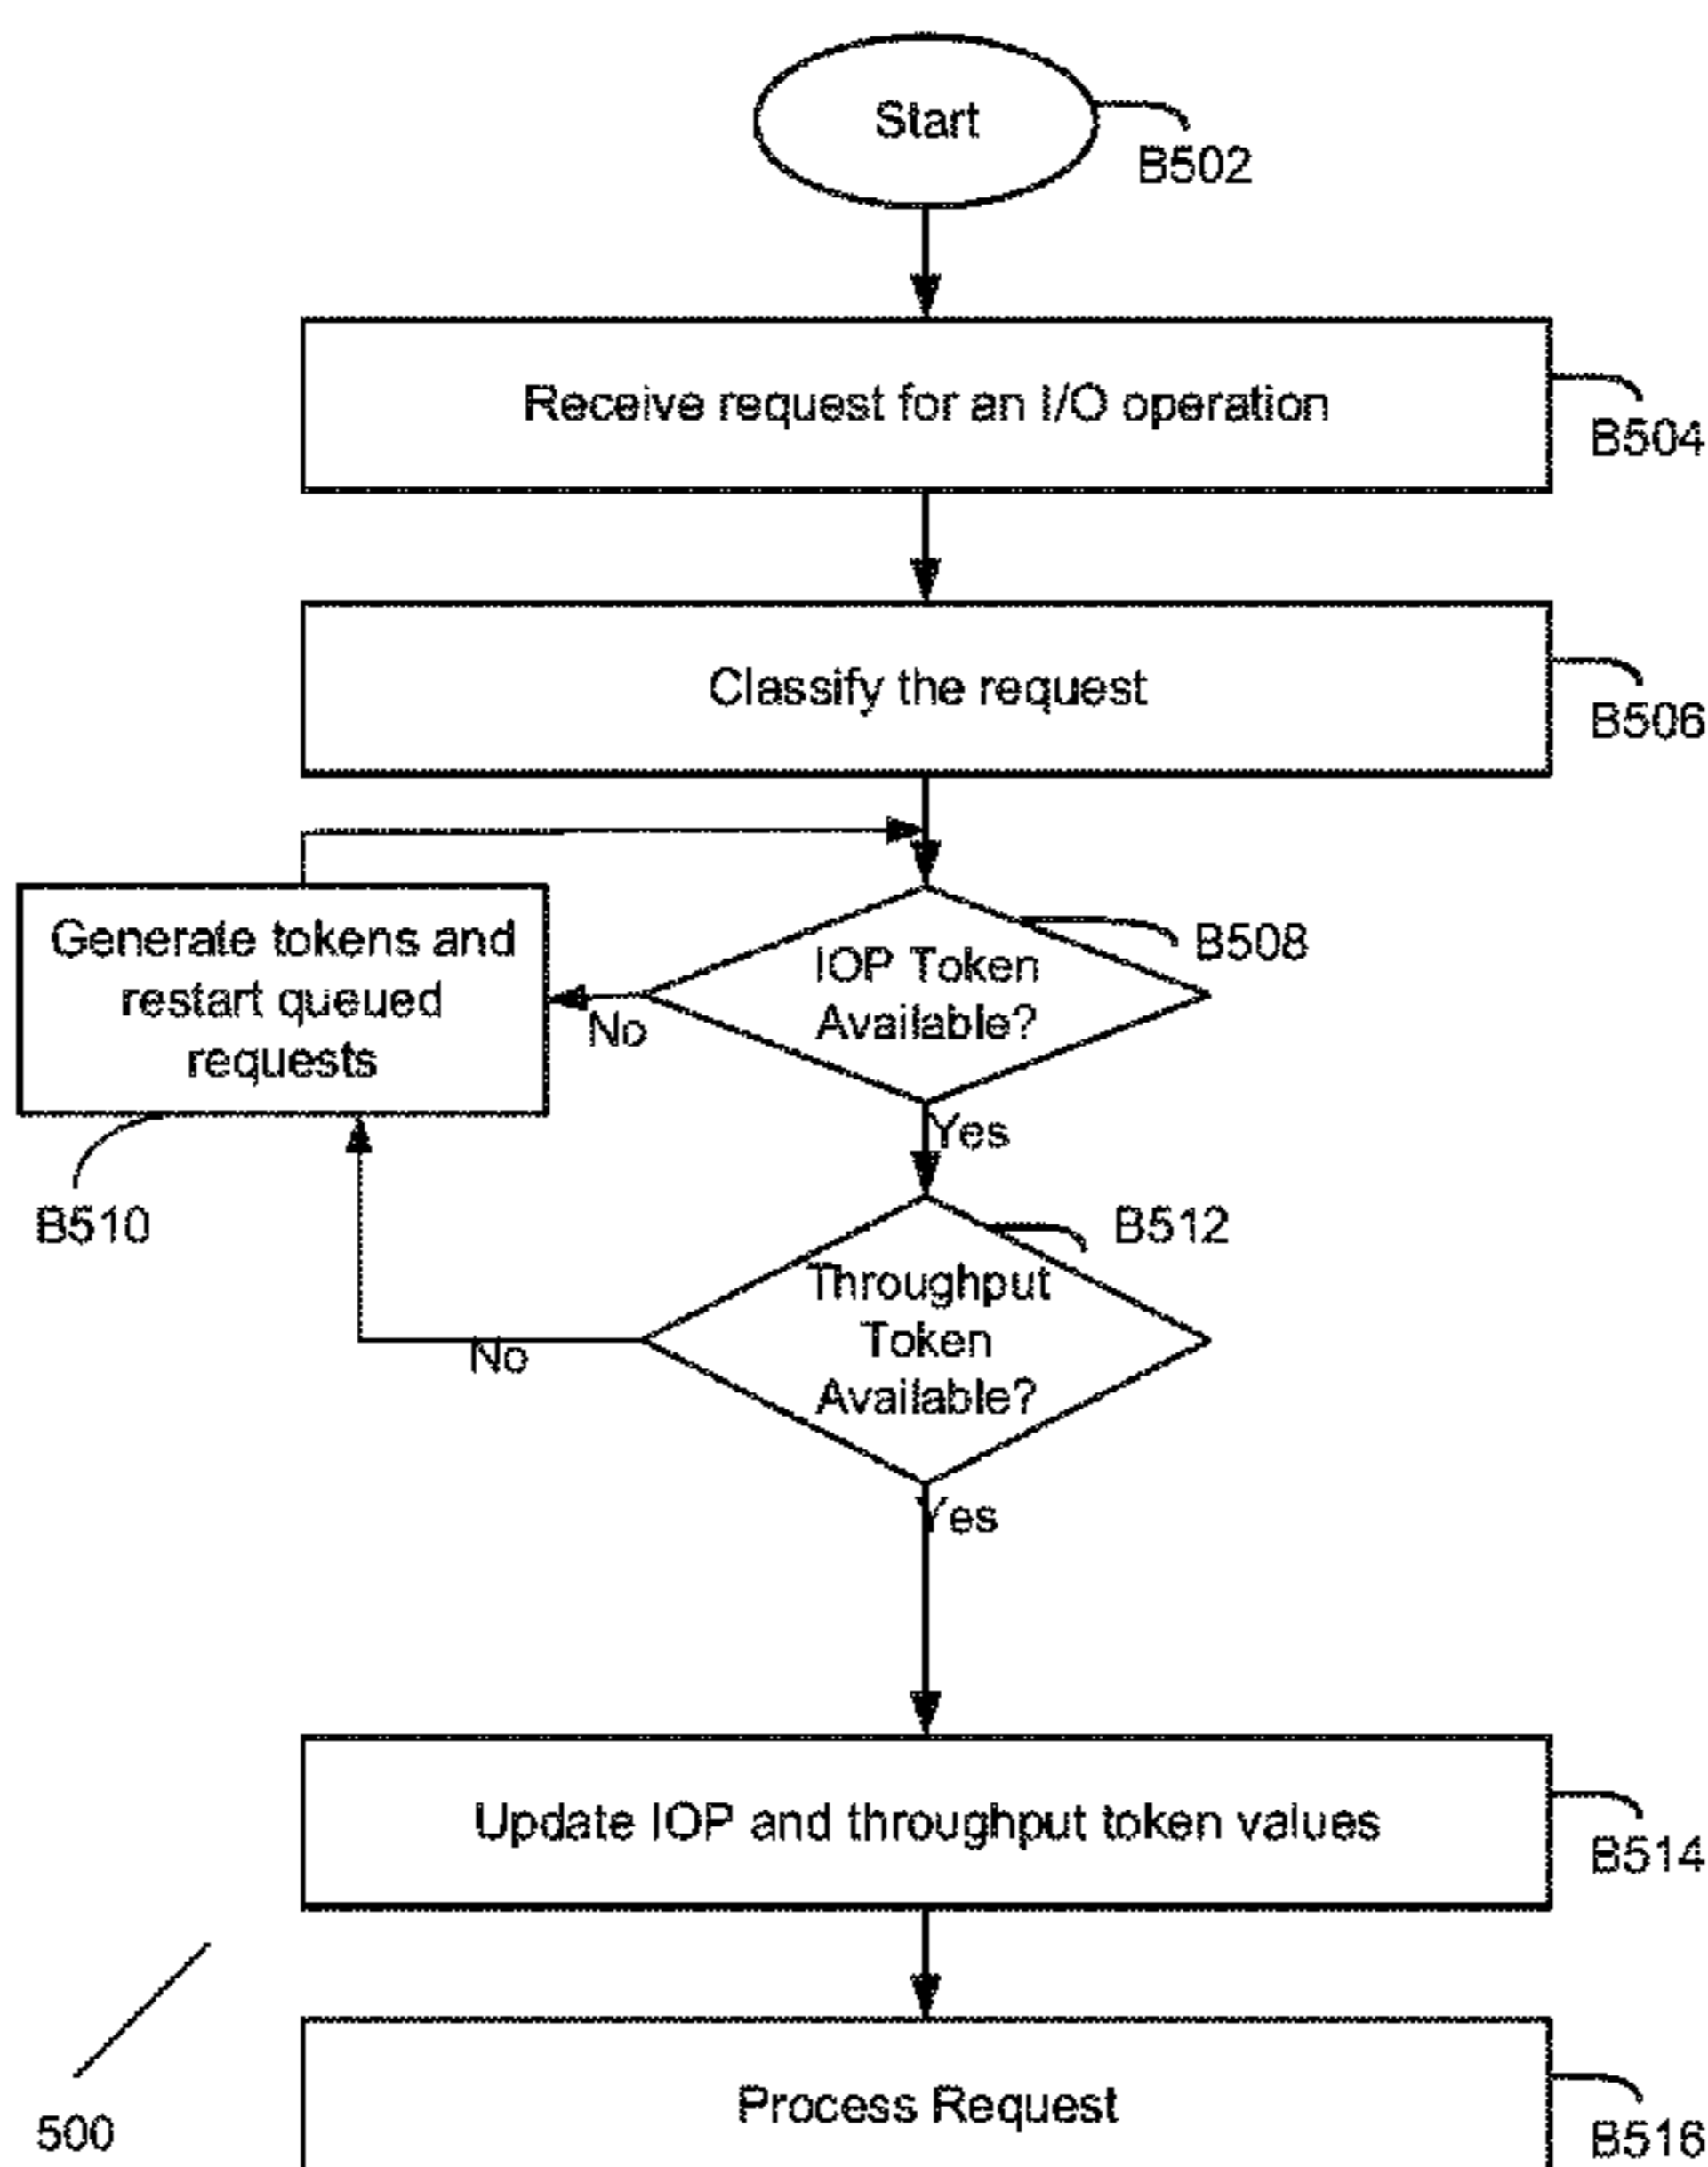 Start
B502
Receive request for an I/O operation
B504
Classify the request
B506
Generate tokens and
restart queued
requests
B510
IOP Token
Available?
B508
No
Yes
Throughput
Token
Available?
B512
No
Yes
Update IOP and throughput token values
B514
Process Request
B516
500